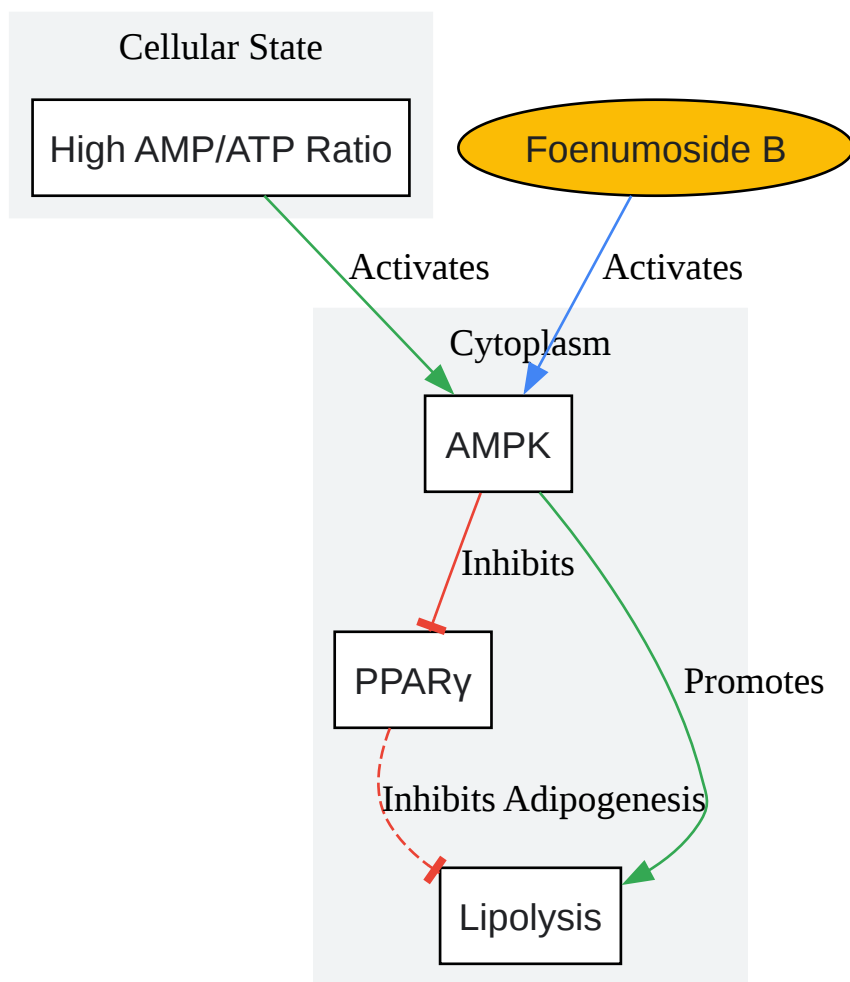 Cellular State
High AMP/ATP Ratio
Foenumoside B
Activates
Activates
Cytoplasm
AMPK
Inhibits
PPARγ
Promotes
Inhibits Adipogenesis
Lipolysis